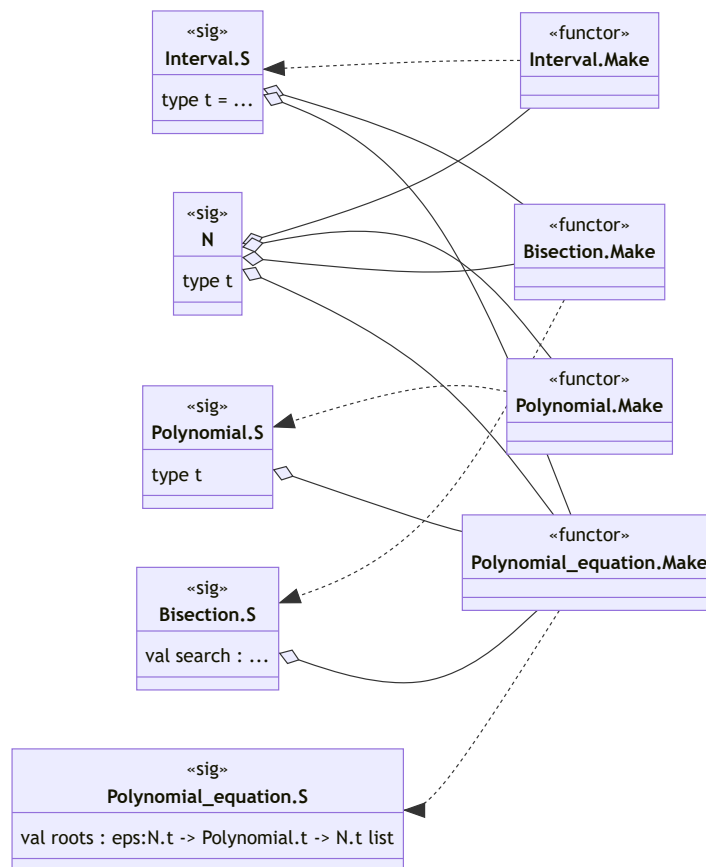 «sig»
Interval.S
type t = ...
«functor»
Interval.Make
«sig»
N
type t
«functor»
Bisection.Make
«sig»
Polynomial.S
type t
«functor»
Polynomial.Make
«functor»
Polynomial_equation.Make
«sig»
Bisection.S
val search : ...
«sig»
Polynomial_equation.S
val roots : eps:N.t -> Polynomial.t -> N.t list